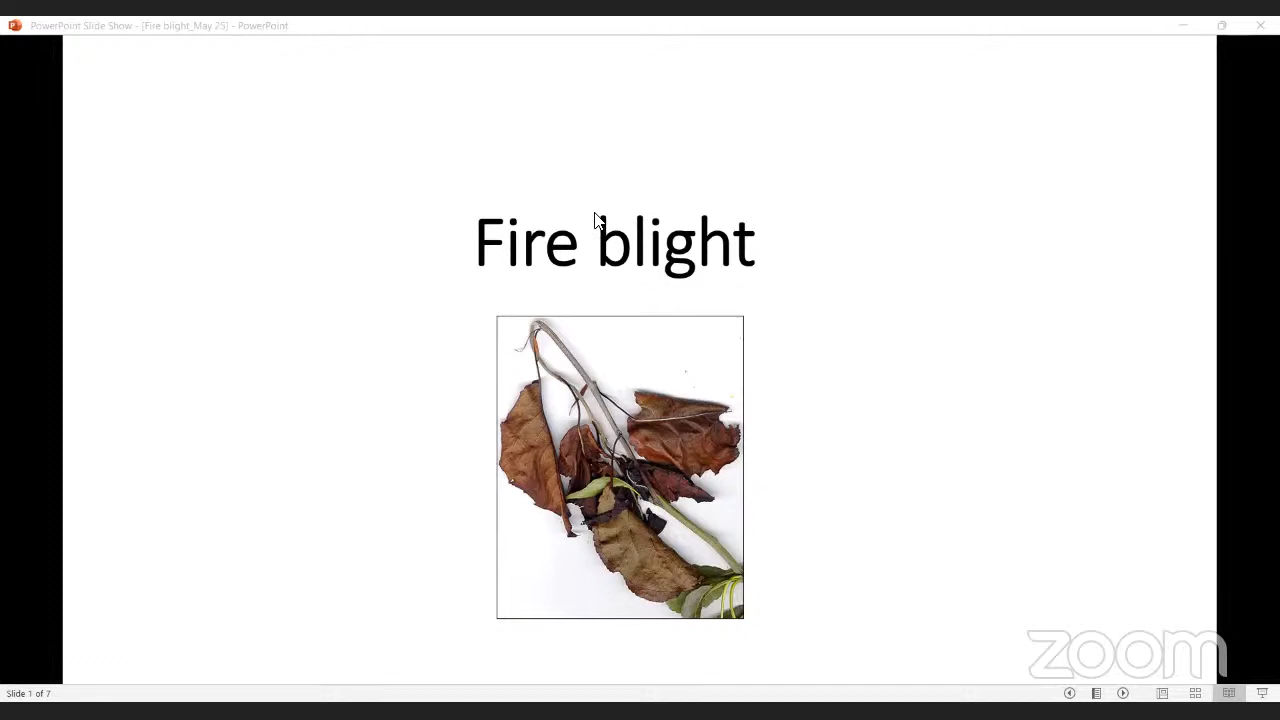 PowerPoint Slide Show - [Fire blight_May 25] - PowerPoint
Fire blight
zoom
Slide 1 of 7